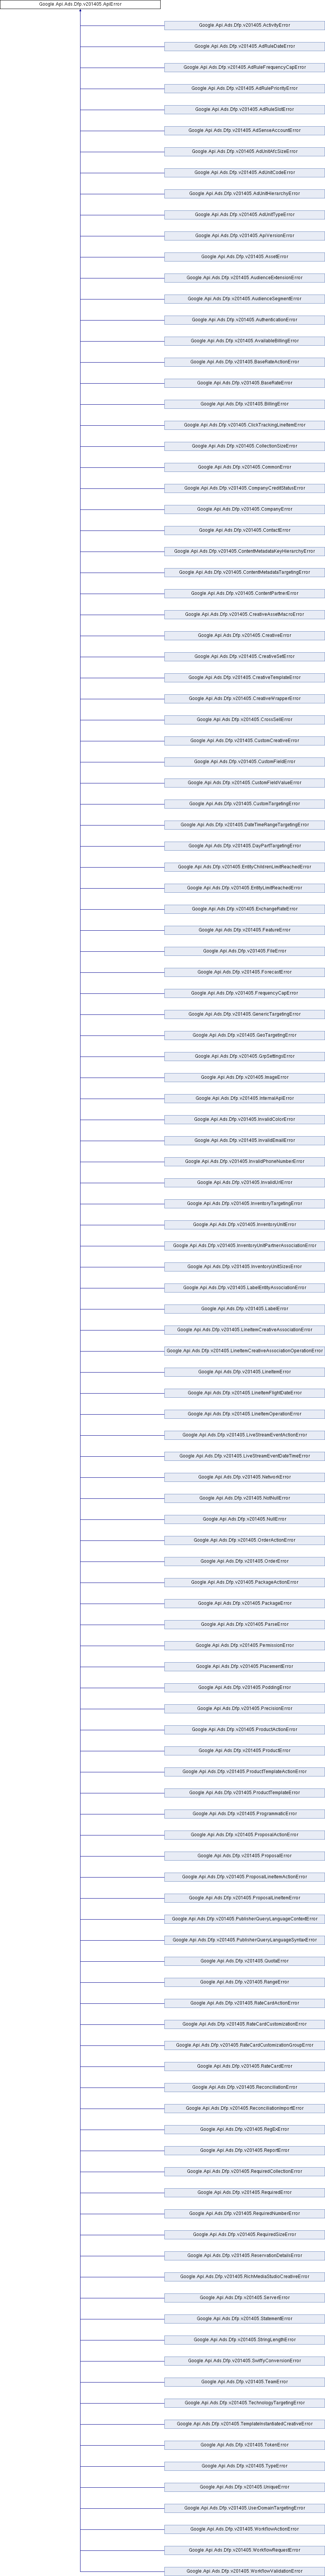 Google.Api.Ads.Dfp.v201405.ApiError
Google.Api.Ads.Dfp.v201405.ActivityError
Google.Api.Ads.Dfp.v201405.AdRuleDateError
Google.Api.Ads.Dfp.v201405.AdRuleFrequencyCapError
Google.Api.Ads.Dfp.v201405.AdRulePriorityError
Google.Api.Ads.Dfp.v201405.AdRuleSlotError
Google.Api.Ads.Dfp.v201405.AdSenseAccountError
Google.Api.Ads.Dfp.v201405.AdUnitAfcSizeError
Google.Api.Ads.Dfp.v201405.AdUnitCodeError
Google.Api.Ads.Dfp.v201405.AdUnitHierarchyError
Google.Api.Ads.Dfp.v201405.AdUnitTypeError
Google.Api.Ads.Dfp.v201405.ApiVersionError
Google.Api.Ads.Dfp.v201405.AssetError
Google.Api.Ads.Dfp.v201405.AudienceExtensionError
Google.Api.Ads.Dfp.v201405.AudienceSegmentError
Google.Api.Ads.Dfp.v201405.AuthenticationError
Google.Api.Ads.Dfp.v201405.AvailableBillingError
Google.Api.Ads.Dfp.v201405.BaseRateActionError
Google.Api.Ads.Dfp.v201405.BaseRateError
Google.Api.Ads.Dfp.v201405.BillingError
Google.Api.Ads.Dfp.v201405.ClickTrackingLineItemError
Google.Api.Ads.Dfp.v201405.CollectionSizeError
Google.Api.Ads.Dfp.v201405.CommonError
Google.Api.Ads.Dfp.v201405.CompanyCreditStatusError
Google.Api.Ads.Dfp.v201405.CompanyError
Google.Api.Ads.Dfp.v201405.ContactError
Google.Api.Ads.Dfp.v201405.ContentMetadataKeyHierarchyError
Google.Api.Ads.Dfp.v201405.ContentMetadataTargetingError
Google.Api.Ads.Dfp.v201405.ContentPartnerError
Google.Api.Ads.Dfp.v201405.CreativeAssetMacroError
Google.Api.Ads.Dfp.v201405.CreativeError
Google.Api.Ads.Dfp.v201405.CreativeSetError
Google.Api.Ads.Dfp.v201405.CreativeTemplateError
Google.Api.Ads.Dfp.v201405.CreativeWrapperError
Google.Api.Ads.Dfp.v201405.CrossSellError
Google.Api.Ads.Dfp.v201405.CustomCreativeError
Google.Api.Ads.Dfp.v201405.CustomFieldError
Google.Api.Ads.Dfp.v201405.CustomFieldValueError
Google.Api.Ads.Dfp.v201405.CustomTargetingError
Google.Api.Ads.Dfp.v201405.DateTimeRangeTargetingError
Google.Api.Ads.Dfp.v201405.DayPartTargetingError
Google.Api.Ads.Dfp.v201405.EntityChildrenLimitReachedError
Google.Api.Ads.Dfp.v201405.EntityLimitReachedError
Google.Api.Ads.Dfp.v201405.ExchangeRateError
Google.Api.Ads.Dfp.v201405.FeatureError
Google.Api.Ads.Dfp.v201405.FileError
Google.Api.Ads.Dfp.v201405.ForecastError
Google.Api.Ads.Dfp.v201405.FrequencyCapError
Google.Api.Ads.Dfp.v201405.GenericTargetingError
Google.Api.Ads.Dfp.v201405.GeoTargetingError
Google.Api.Ads.Dfp.v201405.GrpSettingsError
Google.Api.Ads.Dfp.v201405.ImageError
Google.Api.Ads.Dfp.v201405.InternalApiError
Google.Api.Ads.Dfp.v201405.InvalidColorError
Google.Api.Ads.Dfp.v201405.InvalidEmailError
Google.Api.Ads.Dfp.v201405.InvalidPhoneNumberError
Google.Api.Ads.Dfp.v201405.InvalidUrlError
Google.Api.Ads.Dfp.v201405.InventoryTargetingError
Google.Api.Ads.Dfp.v201405.InventoryUnitError
Google.Api.Ads.Dfp.v201405.InventoryUnitPartnerAssociationError
Google.Api.Ads.Dfp.v201405.InventoryUnitSizesError
Google.Api.Ads.Dfp.v201405.LabelEntityAssociationError
Google.Api.Ads.Dfp.v201405.LabelError
Google.Api.Ads.Dfp.v201405.LineItemCreativeAssociationError
Google.Api.Ads.Dfp.v201405.LineItemCreativeAssociationOperationError
Google.Api.Ads.Dfp.v201405.LineItemError
Google.Api.Ads.Dfp.v201405.LineItemFlightDateError
Google.Api.Ads.Dfp.v201405.LineItemOperationError
Google.Api.Ads.Dfp.v201405.LiveStreamEventActionError
Google.Api.Ads.Dfp.v201405.LiveStreamEventDateTimeError
Google.Api.Ads.Dfp.v201405.NetworkError
Google.Api.Ads.Dfp.v201405.NotNullError
Google.Api.Ads.Dfp.v201405.NullError
Google.Api.Ads.Dfp.v201405.OrderActionError
Google.Api.Ads.Dfp.v201405.OrderError
Google.Api.Ads.Dfp.v201405.PackageActionError
Google.Api.Ads.Dfp.v201405.PackageError
Google.Api.Ads.Dfp.v201405.ParseError
Google.Api.Ads.Dfp.v201405.PermissionError
Google.Api.Ads.Dfp.v201405.PlacementError
Google.Api.Ads.Dfp.v201405.PoddingError
Google.Api.Ads.Dfp.v201405.PrecisionError
Google.Api.Ads.Dfp.v201405.ProductActionError
Google.Api.Ads.Dfp.v201405.ProductError
Google.Api.Ads.Dfp.v201405.ProductTemplateActionError
Google.Api.Ads.Dfp.v201405.ProductTemplateError
Google.Api.Ads.Dfp.v201405.ProgrammaticError
Google.Api.Ads.Dfp.v201405.ProposalActionError
Google.Api.Ads.Dfp.v201405.ProposalError
Google.Api.Ads.Dfp.v201405.ProposalLineItemActionError
Google.Api.Ads.Dfp.v201405.ProposalLineItemError
Google.Api.Ads.Dfp.v201405.PublisherQueryLanguageContextError
Google.Api.Ads.Dfp.v201405.PublisherQueryLanguageSyntaxError
Google.Api.Ads.Dfp.v201405.QuotaError
Google.Api.Ads.Dfp.v201405.RangeError
Google.Api.Ads.Dfp.v201405.RateCardActionError
Google.Api.Ads.Dfp.v201405.RateCardCustomizationError
Google.Api.Ads.Dfp.v201405.RateCardCustomizationGroupError
Google.Api.Ads.Dfp.v201405.RateCardError
Google.Api.Ads.Dfp.v201405.ReconciliationError
Google.Api.Ads.Dfp.v201405.ReconciliationImportError
Google.Api.Ads.Dfp.v201405.RegExError
Google.Api.Ads.Dfp.v201405.ReportError
Google.Api.Ads.Dfp.v201405.RequiredCollectionError
Google.Api.Ads.Dfp.v201405.RequiredError
Google.Api.Ads.Dfp.v201405.RequiredNumberError
Google.Api.Ads.Dfp.v201405.RequiredSizeError
Google.Api.Ads.Dfp.v201405.ReservationDetailsError
Google.Api.Ads.Dfp.v201405.RichMediaStudioCreativeError
Google.Api.Ads.Dfp.v201405.ServerError
Google.Api.Ads.Dfp.v201405.StatementError
Google.Api.Ads.Dfp.v201405.StringLengthError
Google.Api.Ads.Dfp.v201405.SwiffyConversionError
Google.Api.Ads.Dfp.v201405.TeamError
Google.Api.Ads.Dfp.v201405.TechnologyTargetingError
Google.Api.Ads.Dfp.v201405.TemplateInstantiatedCreativeError
Google.Api.Ads.Dfp.v201405.TokenError
Google.Api.Ads.Dfp.v201405.TypeError
Google.Api.Ads.Dfp.v201405.UniqueError
Google.Api.Ads.Dfp.v201405.UserDomainTargetingError
Google.Api.Ads.Dfp.v201405.WorkflowActionError
Google.Api.Ads.Dfp.v201405.WorkflowRequestError
Google.Api.Ads.Dfp.v201405.WorkflowValidationError